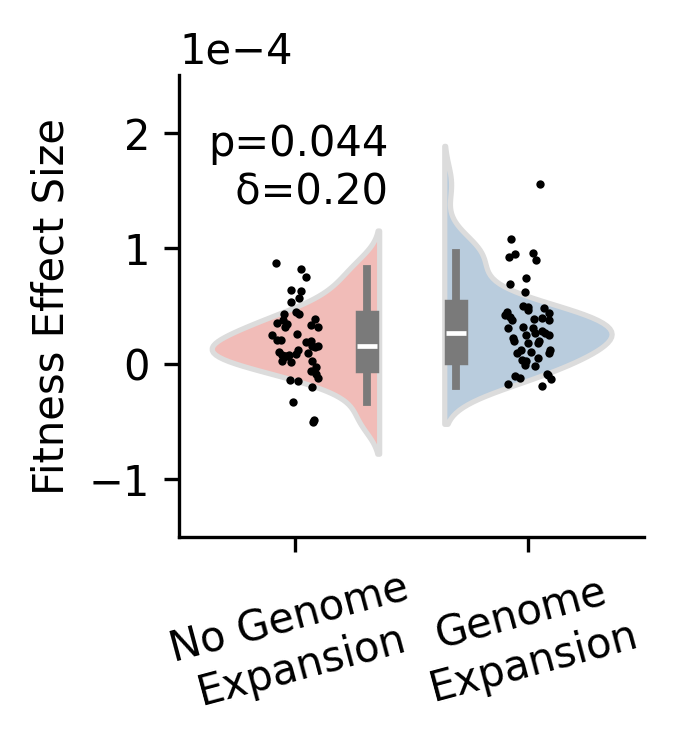 1e−4
Fitness Effect Size
2
1
0
−1
p=0.044
δ=0.20
No Genome
Expansion
Genome
Expansion